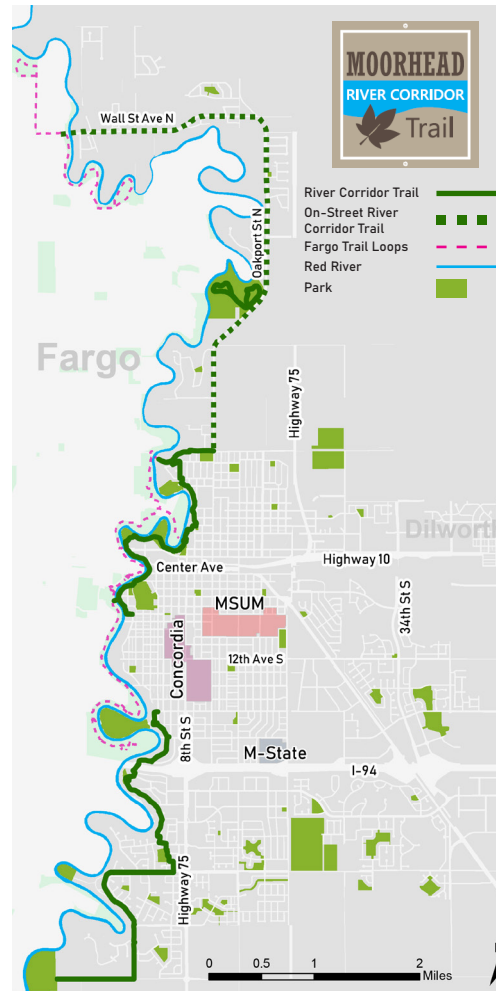 MOORHEAD
RIVER CORRIDOR
Trail
Wall St Ave N
River Corridor Trail
On-Street River
Corridor Trail
Fargo Trail Loops
Red River
Park
Oakport St N
Fargo
Highway 75
Dilworth
Center Ave
Highway 10
MSUM
34th St S
Concordia
12th Ave S
8th St S
M-State
I-94
Highway 75
0 0.5 1 2
Miles